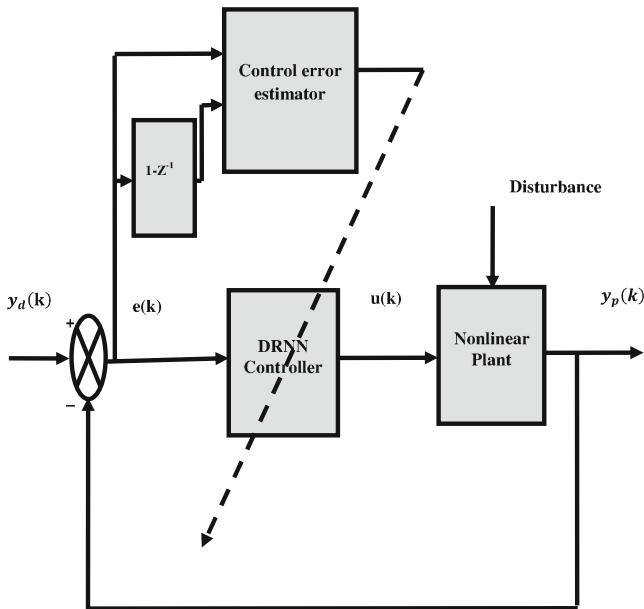 Control error
estimator
1-Z⁻¹
Disturbance
y_d(k)
+
e(k)
−
DRNN
Controller
u(k)
Nonlinear
Plant
y_p(k)